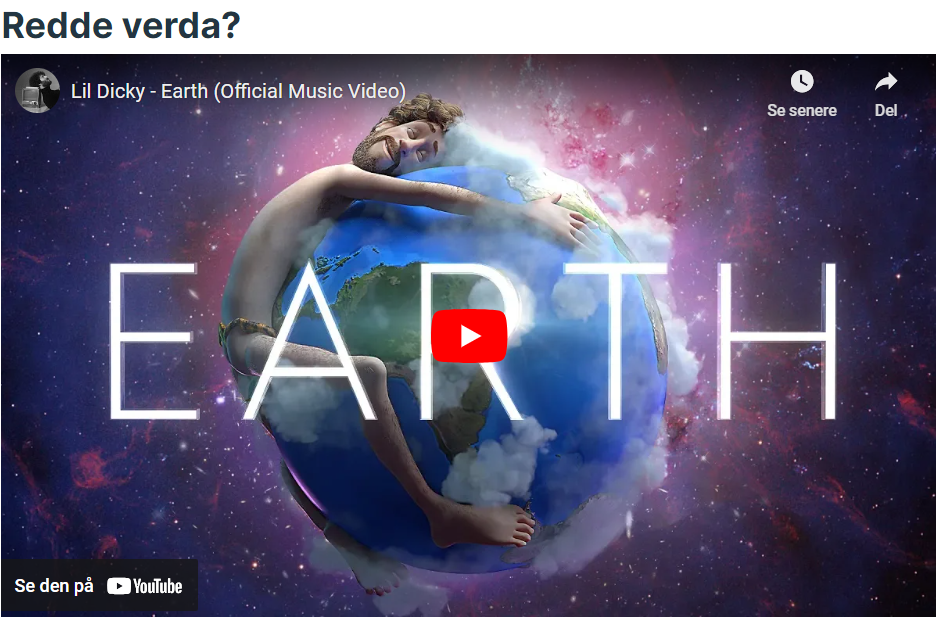 Redde verda?
Lil Dicky - Earth (Official Music Video)
Se senere
Del
EARTH
Se den på YouTube